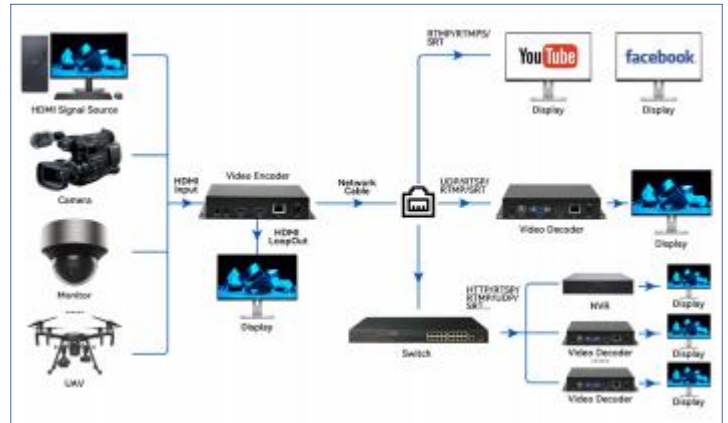 HDMI Signal Source
Camera
Monitor
UAV
HDMI
Input
Video Encoder
HDMI
LoopOut
Display
Network
Cable
RTMP/RTMPS/
SRT
YouTube
Display
facebook
Display
UDP/RTSP/
RTMP/SRT
Video Decoder
Display
Switch
HTTP/RTSP/
RTMP/UDP/
SRT...
NVR
Display
Video Decoder
Display
Video Decoder
Display